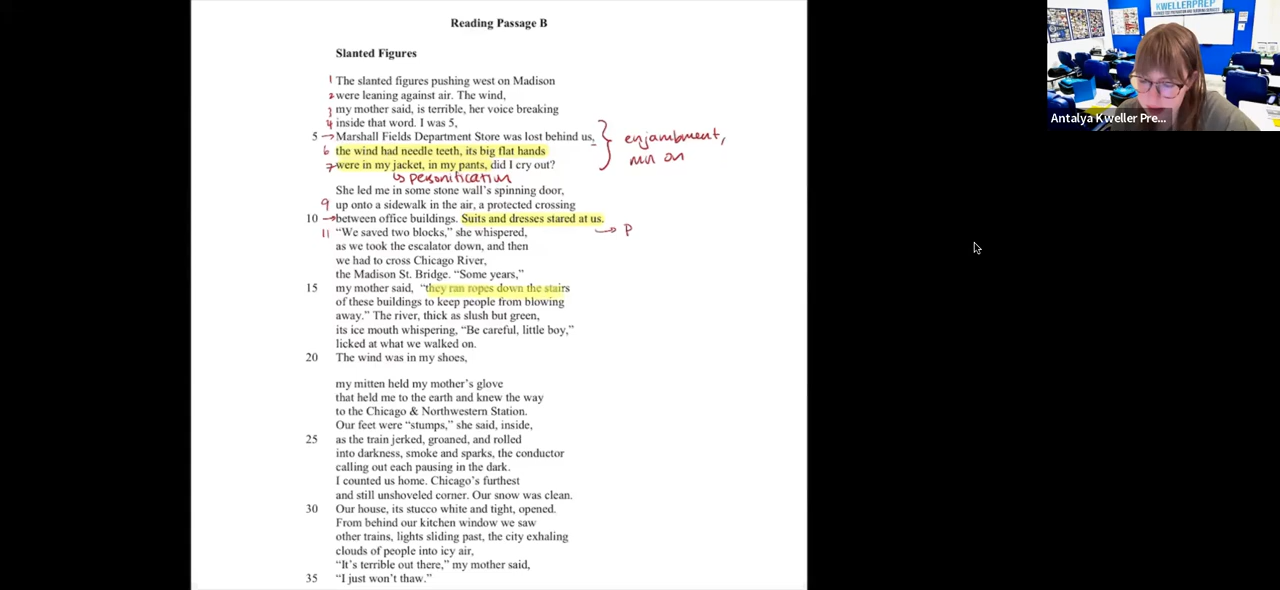 Reading Passage B
Slanted Figures
1 The slanted figures pushing west on Madison
2 were leaning against air. The wind,
3 my mother said, is terrible, her voice breaking
4 inside that word. I was 5,
5 → Marshall Fields Department Store was lost behind us,
6 the wind had needle teeth, its big flat hands
7 were in my jacket, in my pants, did I cry out?
enjambment,
run on
↳ personification
She led me in some stone wall's spinning door,
9 up onto a sidewalk in the air, a protected crossing
10 → between office buildings. Suits and dresses stared at us.
→ P
11 “We saved two blocks,” she whispered,
as we took the escalator down, and then
we had to cross Chicago River,
the Madison St. Bridge. “Some years,”
15 my mother said, “they ran ropes down the stairs
of these buildings to keep people from blowing
away.” The river, thick as slush but green,
its ice mouth whispering, “Be careful, little boy,”
licked at what we walked on.
20 The wind was in my shoes,
my mitten held my mother's glove
that held me to the earth and knew the way
to the Chicago & Northwestern Station.
Our feet were “stumps,” she said, inside,
25 as the train jerked, groaned, and rolled
into darkness, smoke and sparks, the conductor
calling out each pausing in the dark.
I counted us home. Chicago's furthest
and still unshoveled corner. Our snow was clean.
30 Our house, its stucco white and tight, opened.
From behind our kitchen window we saw
other trains, lights sliding past, the city exhaling
clouds of people into icy air,
“It's terrible out there,” my mother said,
35 “I just won't thaw.”
KWELLERPREP
Antalya Kweller Pre...